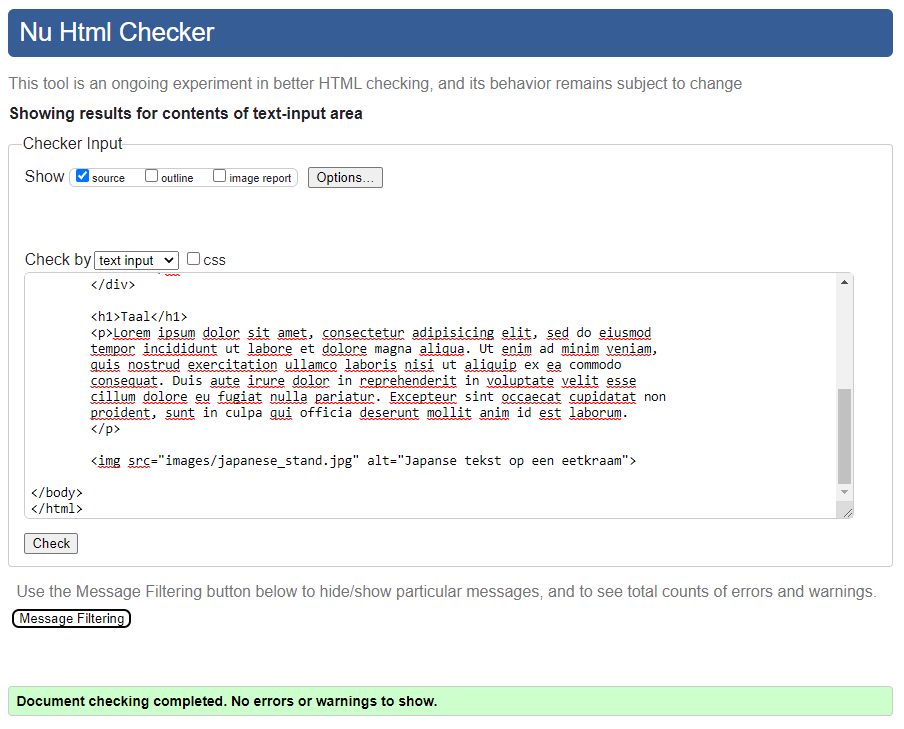 Nu Html Checker
This tool is an ongoing experiment in better HTML checking, and its behavior remains subject to change
Showing results for contents of text-input area
Checker Input
Show source outline image report Options...
Check by text input css
</div>
<h1>Taal</h1>
<p>Lorem ipsum dolor sit amet, consectetur adipisicing elit, sed do eiusmod
tempor incididunt ut labore et dolore magna aliqua. Ut enim ad minim veniam,
quis nostrud exercitation ullamco laboris nisi ut aliquip ex ea commodo
consequat. Duis aute irure dolor in reprehenderit in voluptate velit esse
cillum dolore eu fugiat nulla pariatur. Excepteur sint occaecat cupidatat non
proident, sunt in culpa qui officia deserunt mollit anim id est laborum.
</p>
<img src="images/japanese_stand.jpg" alt="Japanse tekst op een eetkraam">
</body>
</html>
Check
Use the Message Filtering button below to hide/show particular messages, and to see total counts of errors and warnings.
Message Filtering
Document checking completed. No errors or warnings to show.